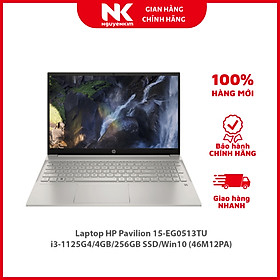 NK
NGUYENKIM
GIAN HÀNG
CHÍNH HÃNG
100%
HÀNG MỚI
Bảo hành
CHÍNH HÃNG
Giao hàng
NHANH
Laptop HP Pavilion 15-EG0513TU
i3-1125G4/4GB/256GB SSD/Win10 (46M12PA)